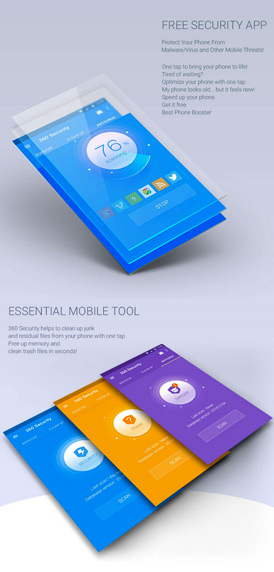 FREE SECURITY APP
Protect Your Phone From
Malware/Virus and Other Mobile Threats!
One tap to bring your phone to life!
Tired of waiting?
Optimize your phone with one tap.
My phone looks old... but it feels new!
Speed up your phone
Get it free
Best Phone Booster
360 Security
76
%
scanning
STOP
ESSENTIAL MOBILE TOOL
360 Security helps to clean up junk
and residual files from your phone with one tap.
Free up memory and
clean trash files in seconds!
360 Security
SCAN
360 Security
SCAN
360 Security
SCAN